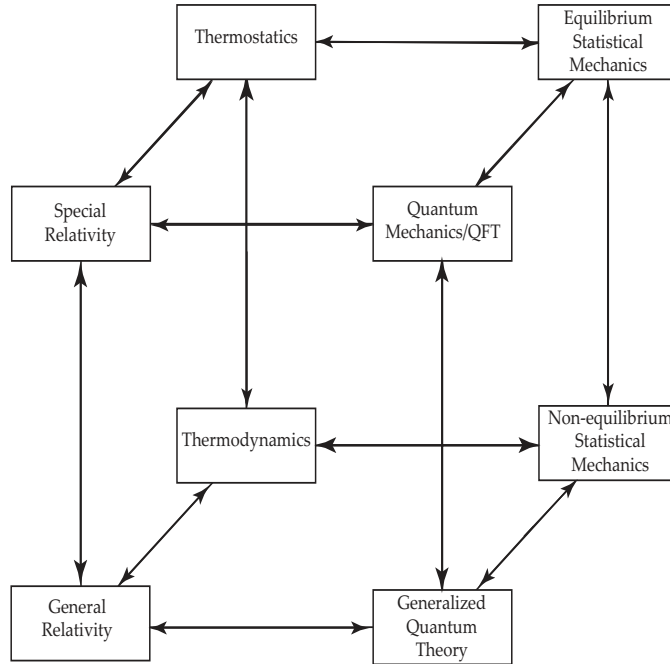 Thermostatics
Equilibrium
Statistical
Mechanics
Special
Relativity
Quantum
Mechanics/QFT
Thermodynamics
Non-equilibrium
Statistical
Mechanics
General
Relativity
Generalized
Quantum
Theory